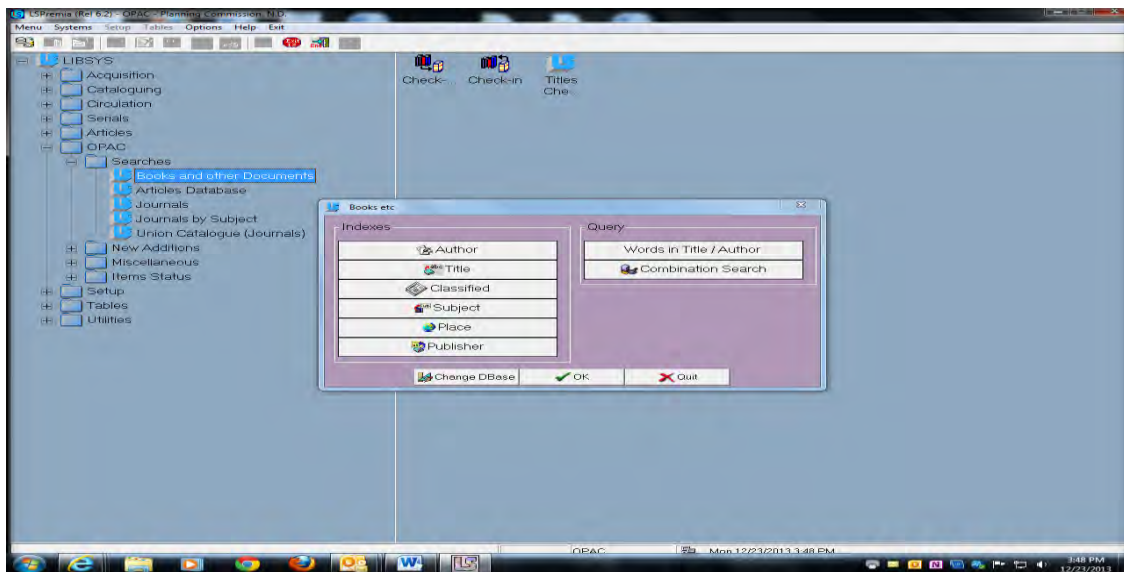 LSPremia (Rel 6.2) - OPAC - Planning Commission, N.D.
Menu Systems Setup Tables Options Help Exit
LIBSYS
Acquisition
Cataloguing
Circulation
Serials
Articles
OPAC
Searches
Books and other Documents
Articles Database
Journals
Journals by Subject
Union Catalogue (Journals)
New Additions
Miscellaneous
Items Status
Setup
Tables
Utilities
Check-
Check-in
Titles
Che
Books etc
Indexes
Author
Title
Classified
Subject
Place
Publisher
Query
Words in Title / Author
Combination Search
Change DBase
OK
Quit
OPAC
Mon 12/23/2013 3:48 PM
3:48 PM
12/23/2013